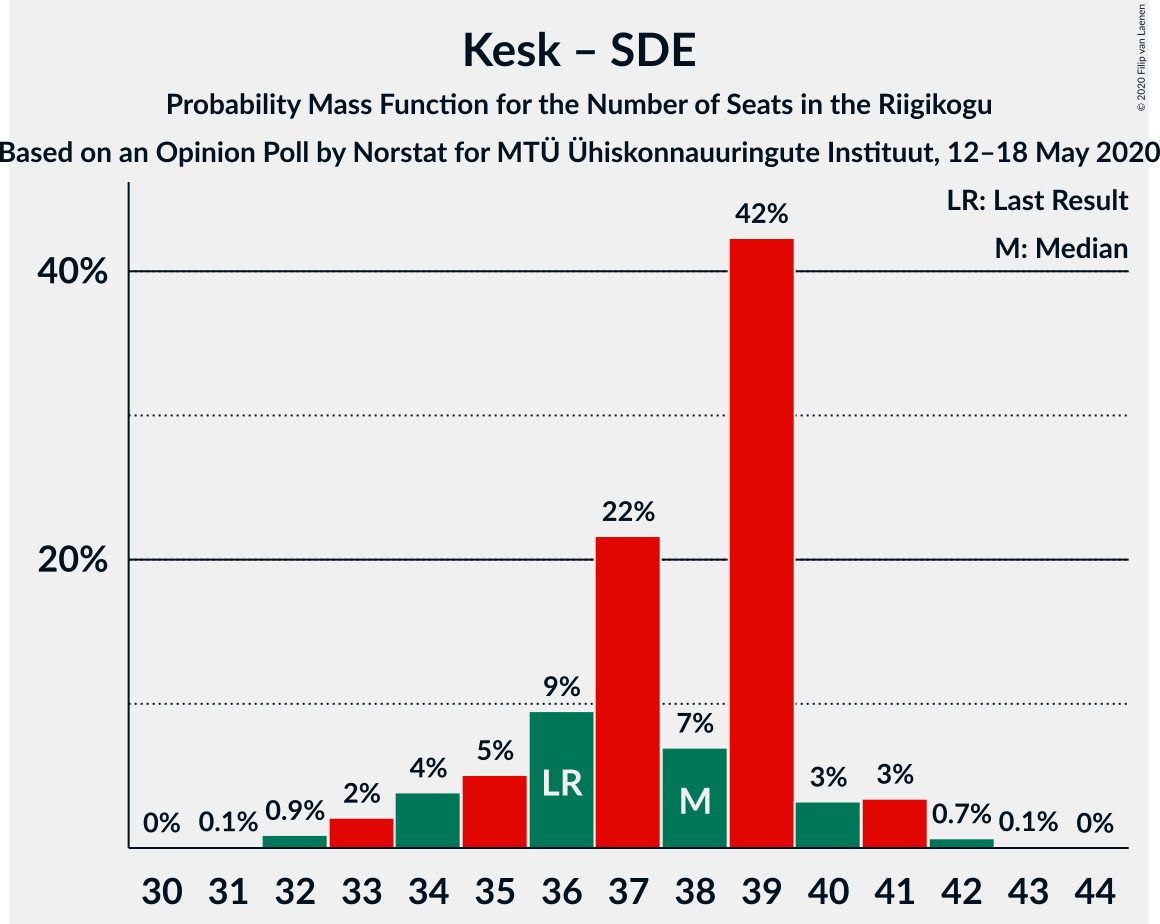 Kesk – SDE
Probability Mass Function for the Number of Seats in the Riigikogu
Based on an Opinion Poll by Norstat for MTÜ Ühiskonnauuringute Instituut, 12–18 May 2020
© 2020 Filip van Laenen
LR: Last Result
M: Median
40%
20%
0% 0.1% 0.9% 2% 4% 5% 9% 22% 7% 42% 3% 3% 0.7% 0.1% 0%
LR
M
30 31 32 33 34 35 36 37 38 39 40 41 42 43 44